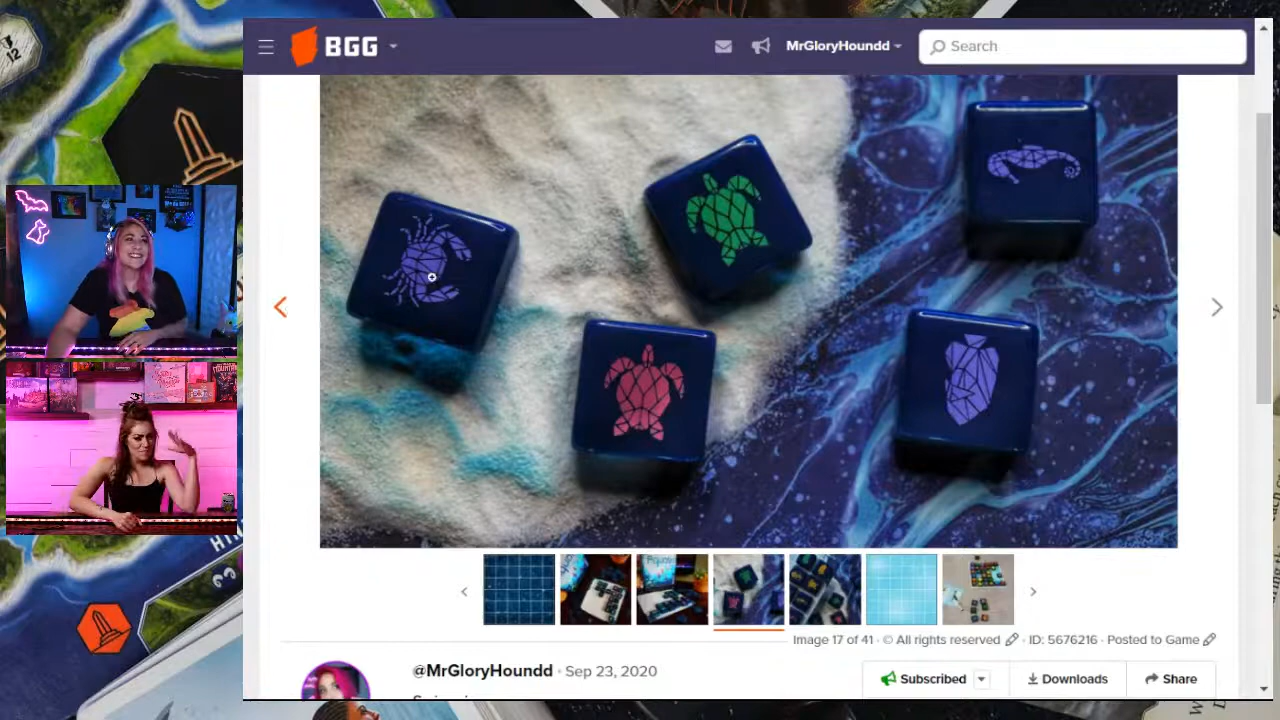 BGG
MrGloryHoundd
Search
12
Image 17 of 41 · © All rights reserved
· ID: 5676216 · Posted to Game
@MrGloryHoundd · Sep 23, 2020
Subscribed
Downloads
Share